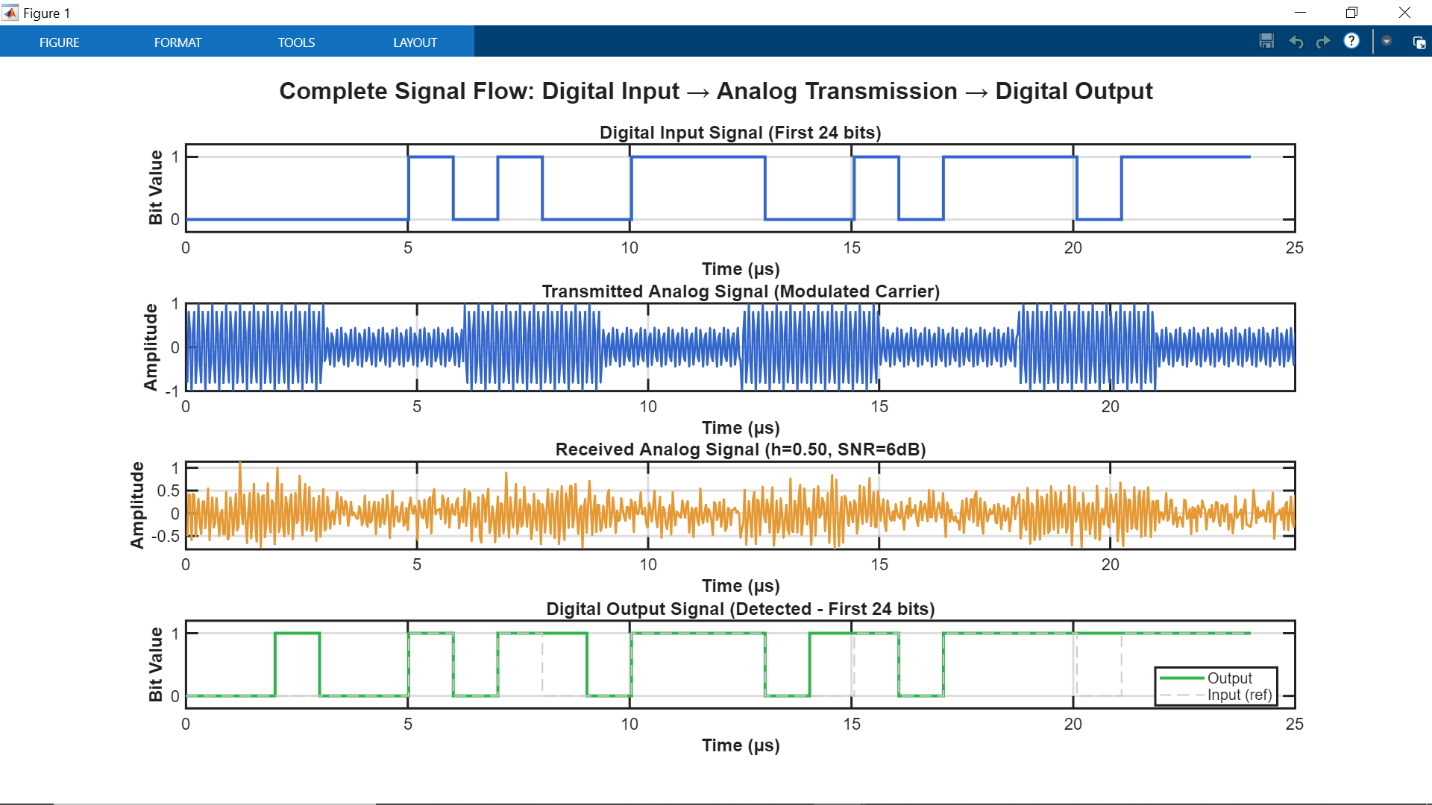 Figure 1
FIGURE FORMAT TOOLS LAYOUT ?
Complete Signal Flow: Digital Input → Analog Transmission → Digital Output
Digital Input Signal (First 24 bits)
Bit Value
1
0
0 5 10 15 20 25
Time (µs)
Transmitted Analog Signal (Modulated Carrier)
Amplitude
1
0
-1
0 5 10 15 20
Time (µs)
Received Analog Signal (h=0.50, SNR=6dB)
Amplitude
1
0.5
0
-0.5
0 5 10 15 20
Time (µs)
Digital Output Signal (Detected - First 24 bits)
Bit Value
1
0
Output
Input (ref)
0 5 10 15 20 25
Time (µs)